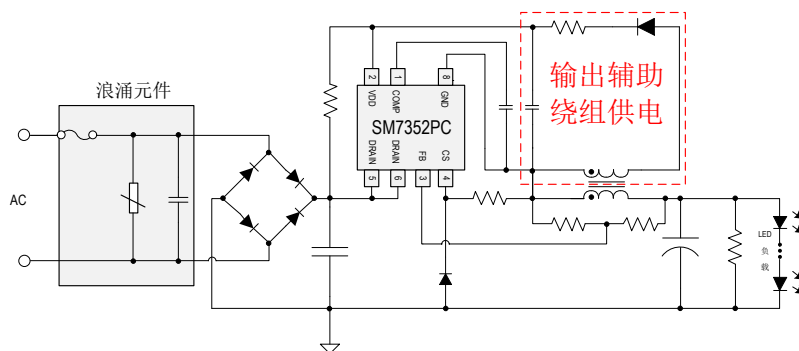 浪涌元件
AC
2
1
8
VDD
COMP
GND
SM7352PC
DRAIN
DRAIN
FB
CS
5
6
3
4
输出辅助
绕组供电
LED
负
载